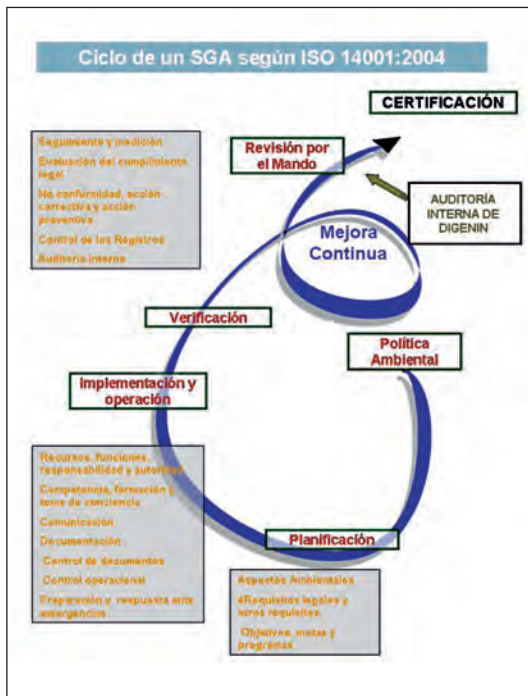 Ciclo de un SGA según ISO 14001:2004
CERTIFICACIÓN
Seguimiento y medición
Evaluación del cumplimiento
legal
No conformidad, acción
correctiva y acción
preventiva
Control de los Registros
Auditoría interna
Revisión por
el Mando
AUDITORÍA
INTERNA DE
DIGENIN
Mejora
Continua
Verificación
Política
Ambiental
Implementación y
operación
Recursos, funciones,
responsabilidad y autoridad
Competencia, formación y
toma de conciencia
Comunicación
Documentación
Control de documentos
Control operacional
Preparación y respuesta ante
emergencias
Planificación
Aspectos Ambientales
éRequisitos legales y
otros requisitos.
Objetivos, metas y
programas